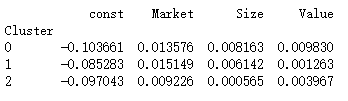 const Market Size Value
Cluster
0 -0.103661 0.013576 0.008163 0.009830
1 -0.085283 0.015149 0.006142 0.001263
2 -0.097043 0.009226 0.000565 0.003967